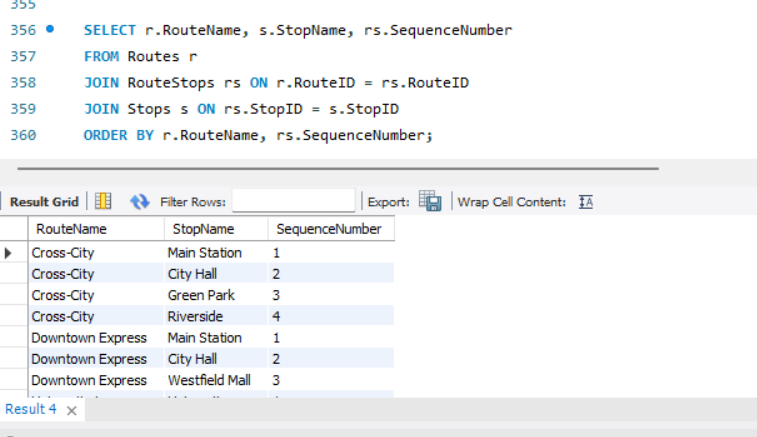 355
356 SELECT r.RouteName, s.StopName, rs.SequenceNumber
357 FROM Routes r
358 JOIN RouteStops rs ON r.RouteID = rs.RouteID
359 JOIN Stops s ON rs.StopID = s.StopID
360 ORDER BY r.RouteName, rs.SequenceNumber;
Result Grid Filter Rows: Export: Wrap Cell Content:
RouteName StopName SequenceNumber
Cross-City Main Station 1
Cross-City City Hall 2
Cross-City Green Park 3
Cross-City Riverside 4
Downtown Express Main Station 1
Downtown Express City Hall 2
Downtown Express Westfield Mall 3
Result 4